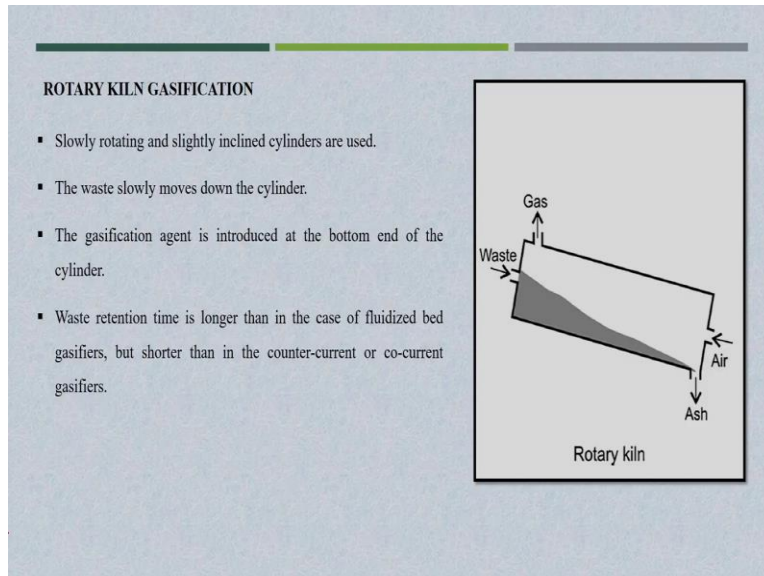 ROTARY KILN GASIFICATION
▪ Slowly rotating and slightly inclined cylinders are used.
▪ The waste slowly moves down the cylinder.
▪ The gasification agent is introduced at the bottom end of the
cylinder.
▪ Waste retention time is longer than in the case of fluidized bed
gasifiers, but shorter than in the counter-current or co-current
gasifiers.
Gas
Waste
Air
Ash
Rotary kiln